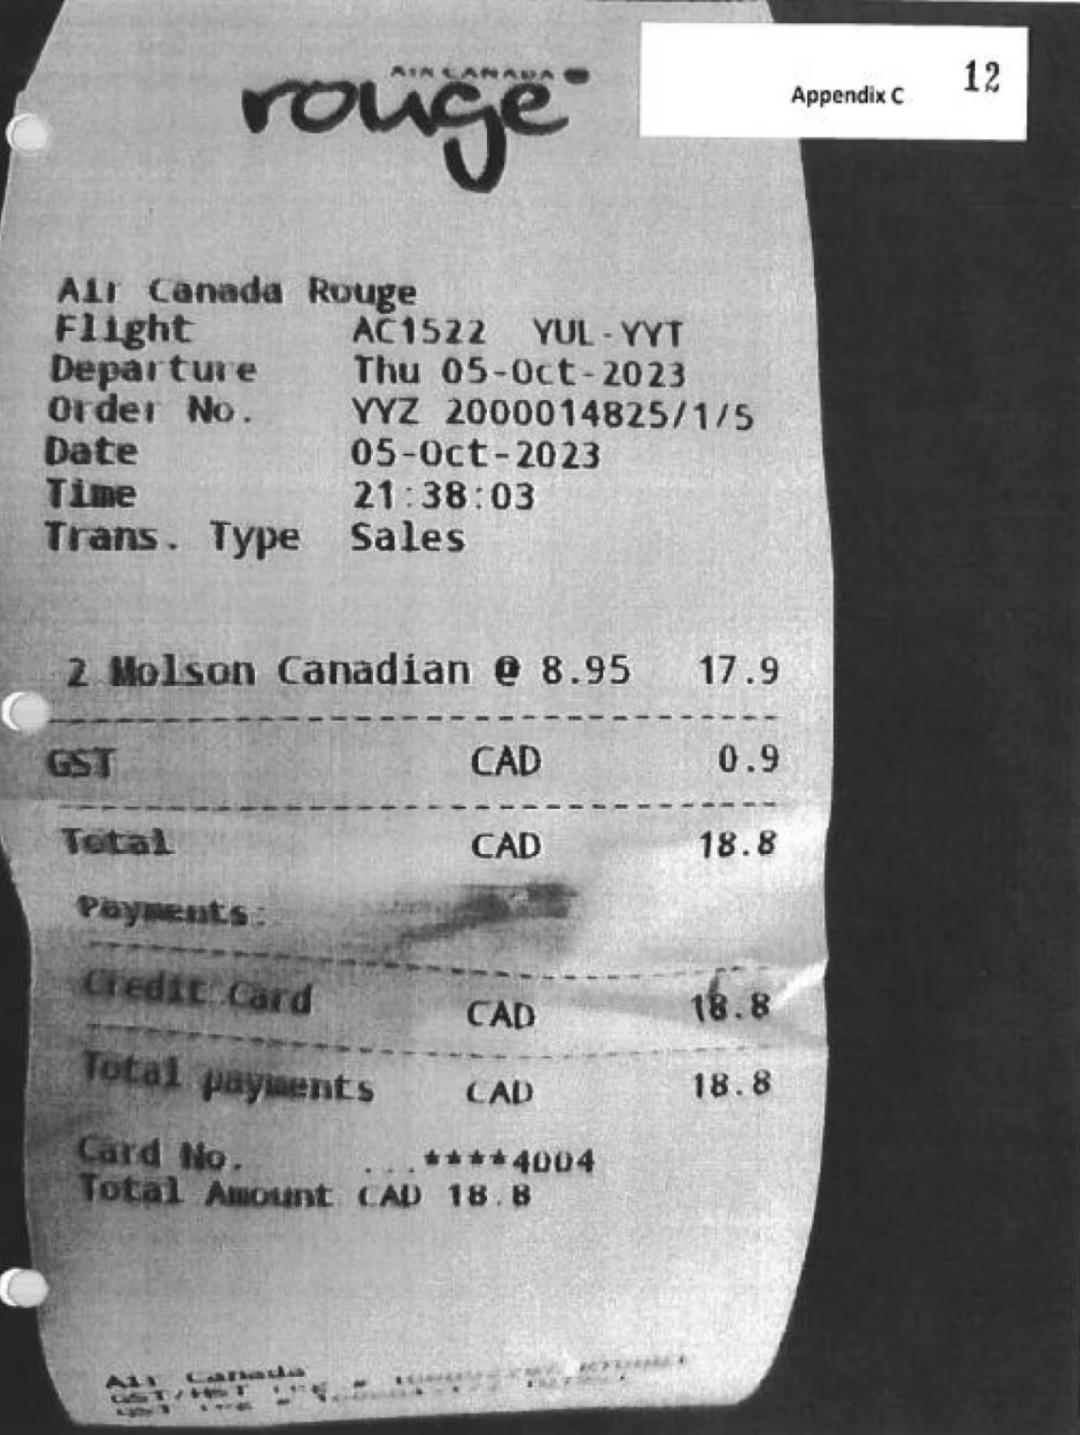 Appendix C 12
AIR CANADA
rouge
Air Canada Rouge
Flight AC1522 YUL-YYT
Departure Thu 05-Oct-2023
Order No. YYZ 2000014825/1/5
Date 05-Oct-2023
Time 21:38:03
Trans. Type Sales
2 Molson Canadian @ 8.95 17.9
GST CAD 0.9
Total CAD 18.8
Payments:
Credit Card CAD 18.8
Total payments CAD 18.8
Card No. ...****4004
Total Amount CAD 18.8
Air Canada
GST/HST
QST